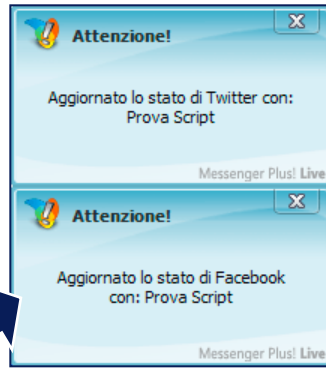 Attenzione!
Aggiornato lo stato di Twitter con:
Prova Script
Messenger Plus! Live
Attenzione!
Aggiornato lo stato di Facebook
con: Prova Script
Messenger Plus! Live